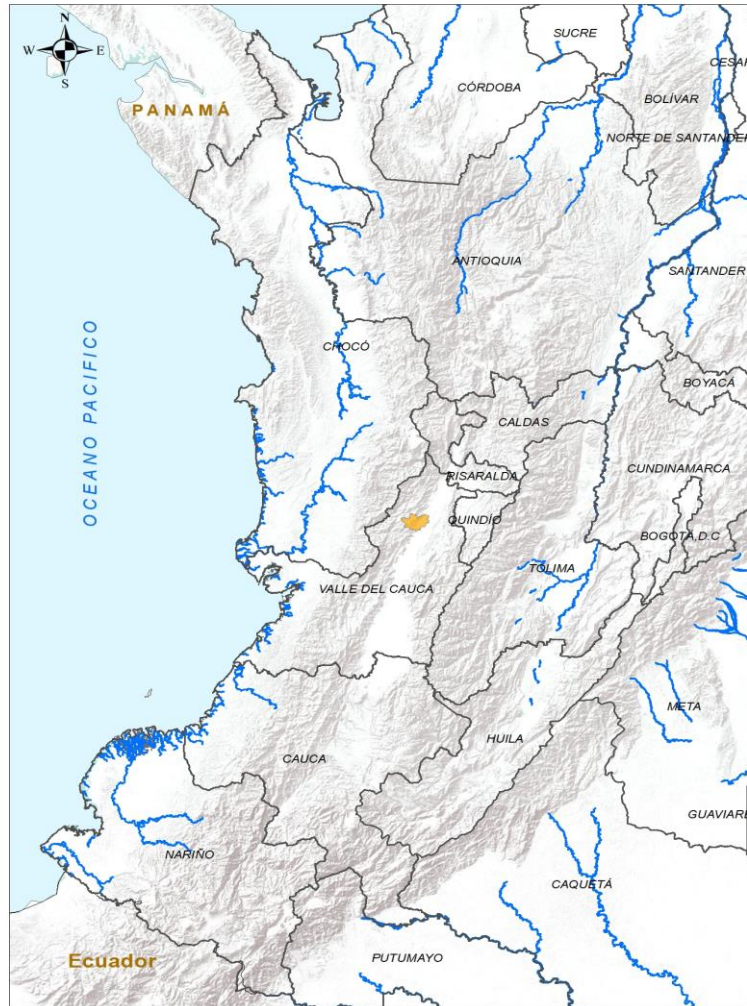 N
W E
S
SUCRE
CESAR
CÓRDOBA
BOLÍVAR
PANAMÁ
NORTE DE SANTANDER
ANTIOQUIA
SANTANDER
OCEANO PACIFICO
CHOCÓ
BOYACÁ
CALDAS
CUNDINAMARCA
RISARALDA
QUINDÍO
BOGOTÁ,D.C
TOLIMA
VALLE DEL CAUCA
META
HUILA
CAUCA
GUAVIARE
NARIÑO
CAQUETÁ
Ecuador
PUTUMAYO